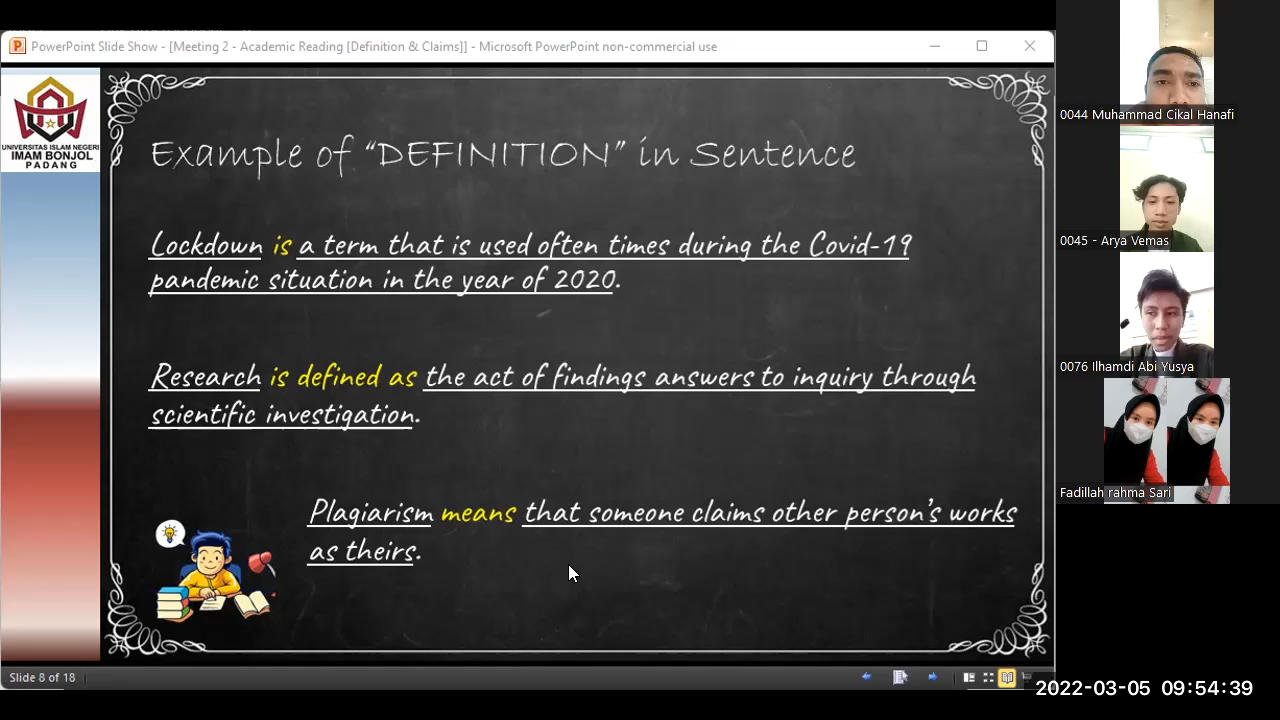 PowerPoint Slide Show - [Meeting 2 - Academic Reading [Definition & Claims]] - Microsoft PowerPoint non-commercial use
UNIVERSITAS ISLAM NEGERI
IMAM BONJOL
PADANG
Example of “DEFINITION” in Sentence
Lockdown is a term that is used often times during the Covid-19
pandemic situation in the year of 2020.
Research is defined as the act of findings answers to inquiry through
scientific investigation.
Plagiarism means that someone claims other person’s works
as theirs.
Slide 8 of 18
0044 Muhammad Cikal Hanafi
0045 - Arya Vemas
0076 Ilhamdi Abi Yusya
Fadillah rahma Sari
2022-03-05 09:54:39